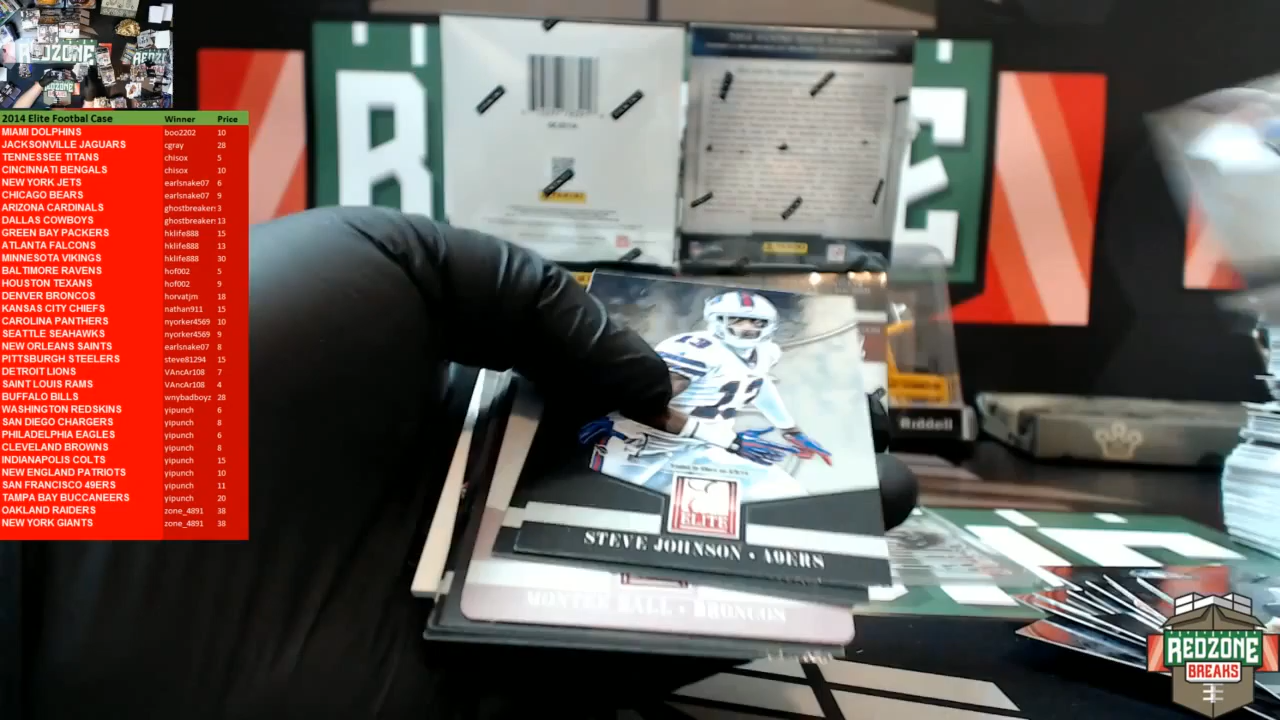 REDZONE
2014 Elite Footbal Case Winner Price
MIAMI DOLPHINS boo2202 10
JACKSONVILLE JAGUARS cgray 28
TENNESSEE TITANS chisox 5
CINCINNATI BENGALS chisox 10
NEW YORK JETS earlsnake07 6
CHICAGO BEARS earlsnake07 9
ARIZONA CARDINALS ghostbreaker 3
DALLAS COWBOYS ghostbreaker 13
GREEN BAY PACKERS hklife888 15
ATLANTA FALCONS hklife888 13
MINNESOTA VIKINGS hklife888 30
BALTIMORE RAVENS hof002 5
HOUSTON TEXANS hof002 9
DENVER BRONCOS horvatjm 18
KANSAS CITY CHIEFS nathan911 15
CAROLINA PANTHERS nyorker4569 10
SEATTLE SEAHAWKS nyorker4569 9
NEW ORLEANS SAINTS earlsnake07 8
PITTSBURGH STEELERS steve81294 15
DETROIT LIONS VAncAr108 7
SAINT LOUIS RAMS VAncAr108 4
BUFFALO BILLS wnybadboyz 28
WASHINGTON REDSKINS yipunch 6
SAN DIEGO CHARGERS yipunch 8
PHILADELPHIA EAGLES yipunch 6
CLEVELAND BROWNS yipunch 8
INDIANAPOLIS COLTS yipunch 15
NEW ENGLAND PATRIOTS yipunch 10
SAN FRANCISCO 49ERS yipunch 11
TAMPA BAY BUCCANEERS yipunch 20
OAKLAND RAIDERS zone_4891 38
NEW YORK GIANTS zone_4891 38
R
E
PANINI
PANINI
13
13
ELITE
STEVE JOHNSON • 49ERS
MONTEE BALL • BRONCOS
Riddell
REDZONE
BREAKS